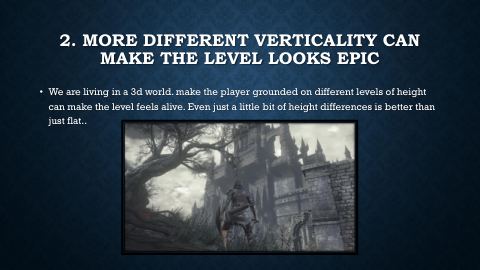 2. MORE DIFFERENT VERTICALITY CAN
MAKE THE LEVEL LOOKS EPIC
• We are living in a 3d world. make the player grounded on different levels of height
can make the level feels alive. Even just a little bit of height differences is better than
just flat..